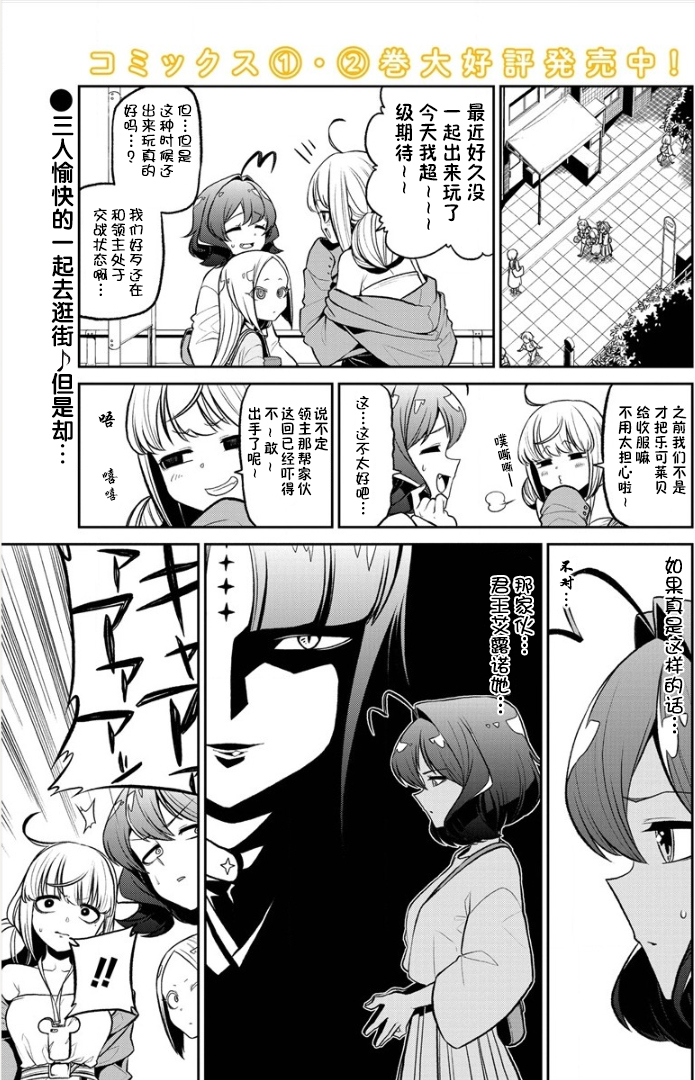 コミックス①・②巻大好評発売中！
●三人愉快的一起去逛街♪但是却…
最近好久没
一起出来玩了
今天我超~~~
级期待~
但…但是
这种时候还
出来玩真的
好吗…？
我们好歹还在
和领主处于
交战状态啊…
之前我们不是
才把乐可莱贝
给收服嘛
不用太担心啦~
噗嘶嘶—
这…这不太好吧…
说不定
领主那帮家伙
这回已经吓得
不~敢~
出手了呢~
唔
嘻嘻
如果真是这样的话…
不对…
那家伙…
君王艾露诺她…
キャアアアアアア
!!